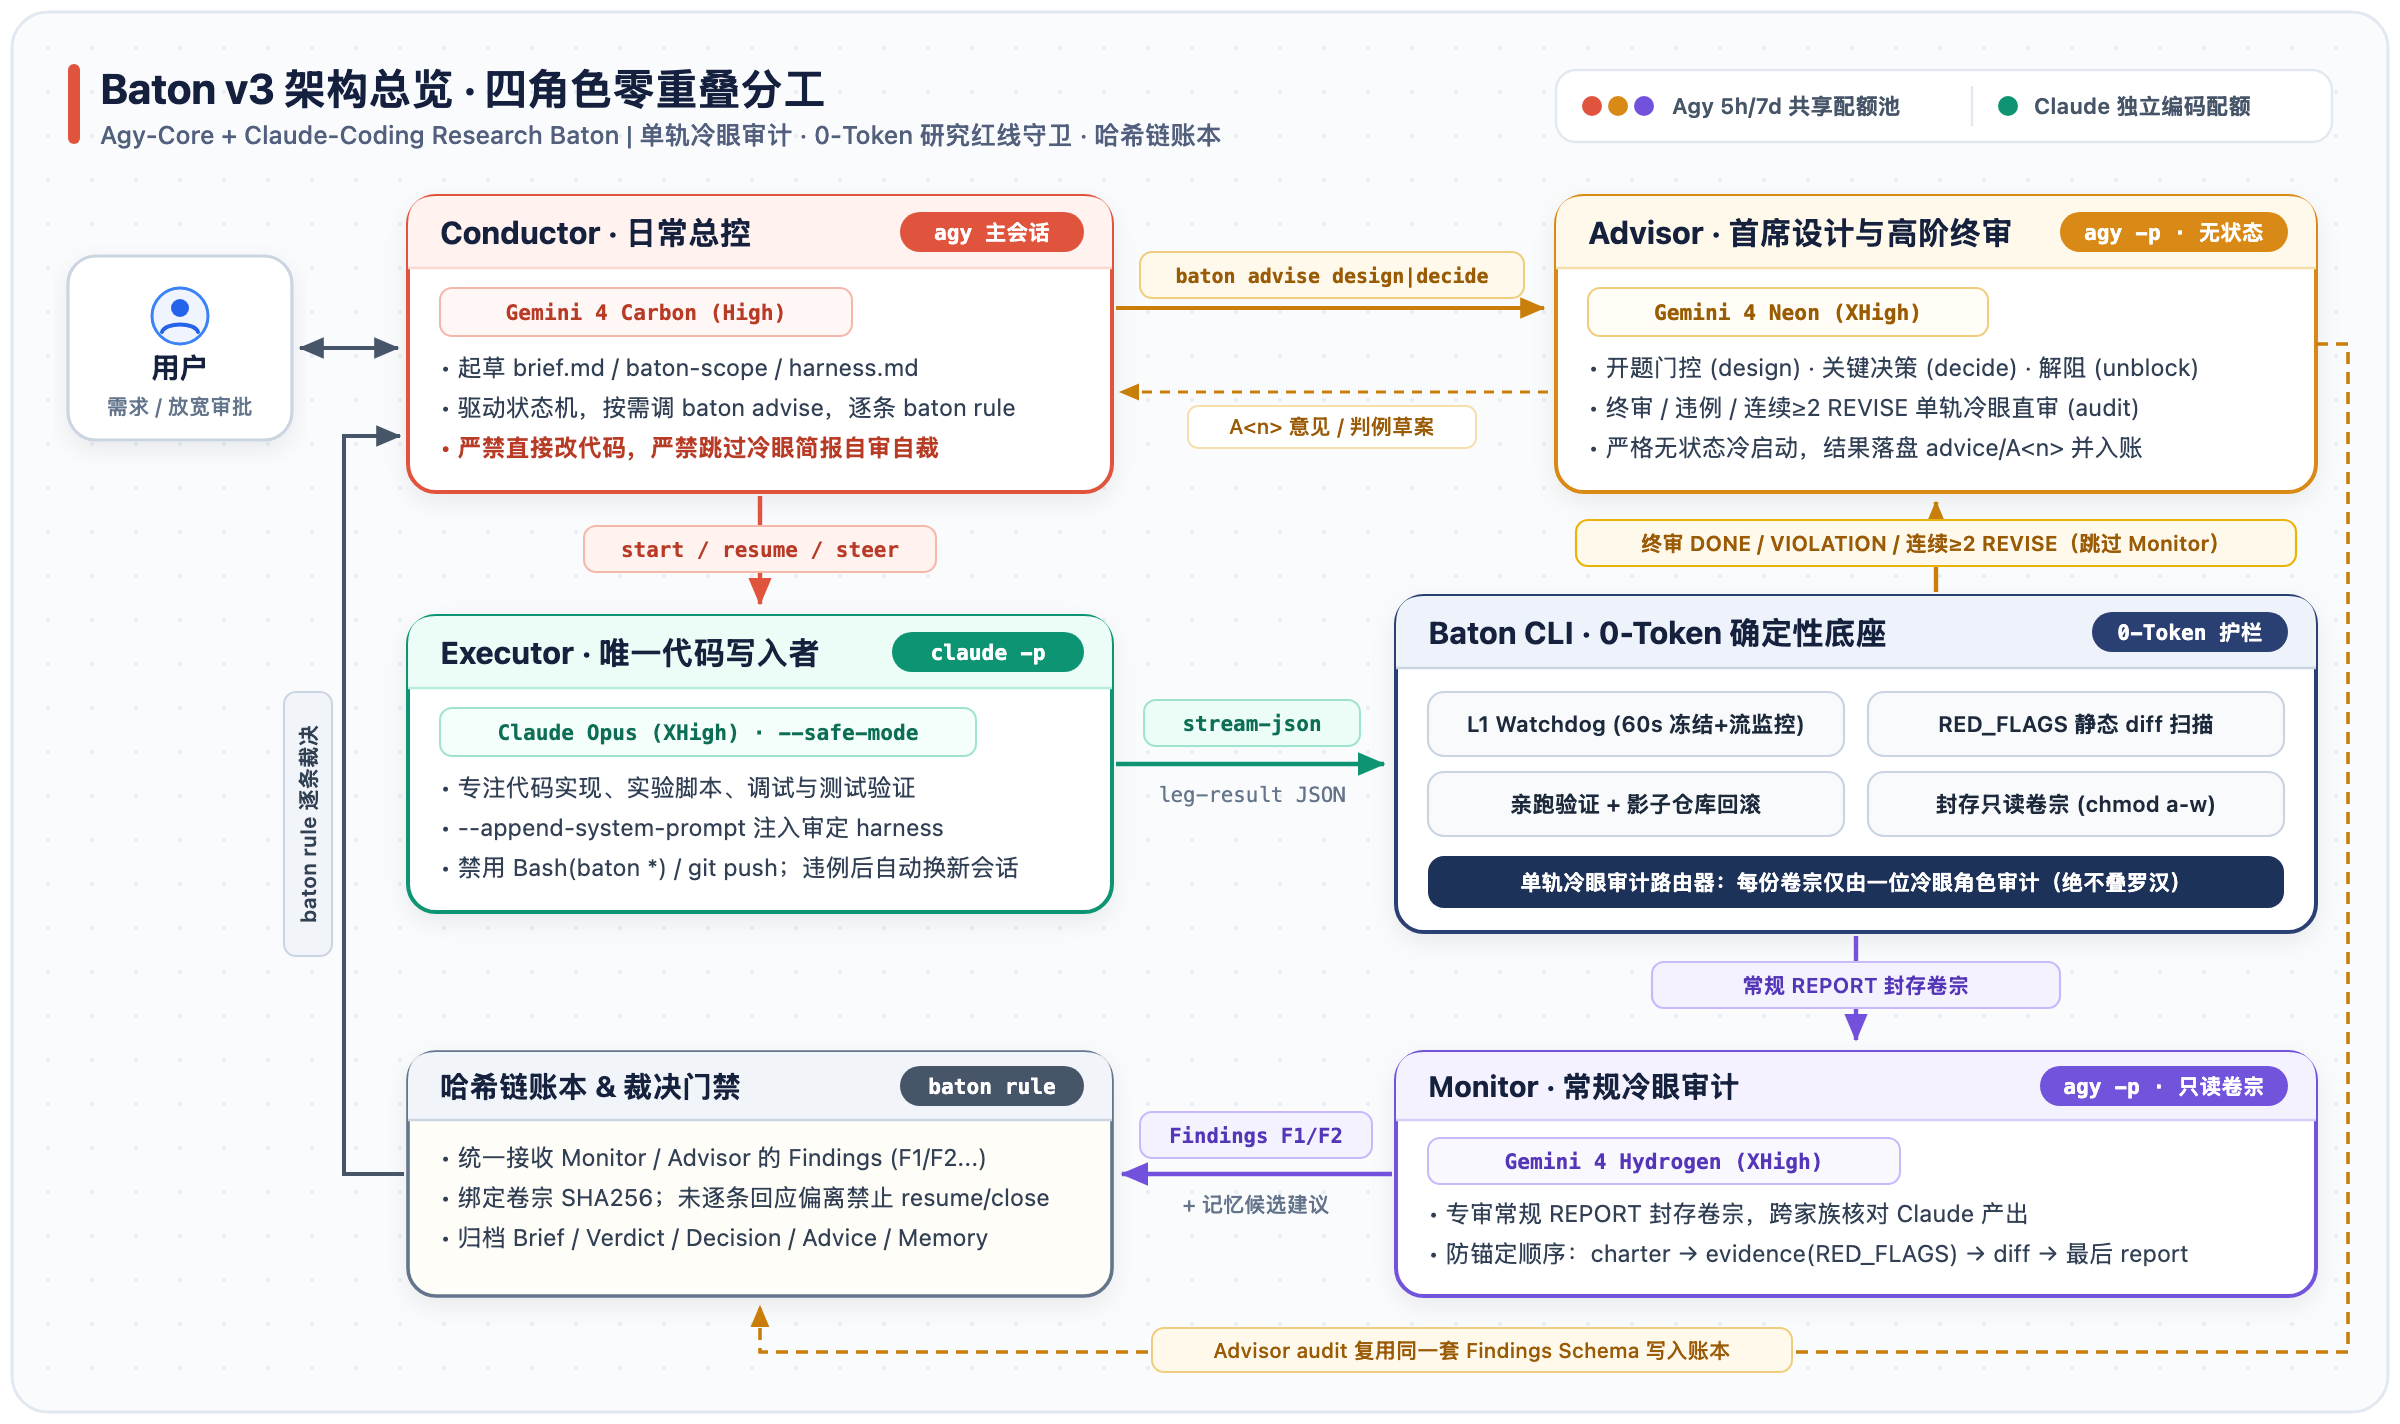 Baton v3 架构总览 · 四角色零重叠分工
Agy-Core + Claude-Coding Research Baton | 单轨冷眼审计 · 0-Token 研究红线守卫 · 哈希链账本
Agy 5h/7d 共享配额池
Claude 独立编码配额
用户
需求 / 放宽审批
Conductor · 日常总控
agy 主会话
Gemini 4 Carbon (High)
• 起草 brief.md / baton-scope / harness.md
• 驱动状态机，按需调 baton advise，逐条 baton rule
• 严禁直接改代码，严禁跳过冷眼简报自审自裁
baton advise design|decide
A<n> 意见 / 判例草案
Advisor · 首席设计与高阶终审
agy -p · 无状态
Gemini 4 Neon (XHigh)
• 开题门控 (design) · 关键决策 (decide) · 解阻 (unblock)
• 终审 / 违例 / 连续≥2 REVISE 单轨冷眼直审 (audit)
• 严格无状态冷启动，结果落盘 advice/A<n> 并入账
start / resume / steer
终审 DONE / VIOLATION / 连续≥2 REVISE（跳过 Monitor）
Executor · 唯一代码写入者
claude -p
Claude Opus (XHigh) · --safe-mode
• 专注代码实现、实验脚本、调试与测试验证
• --append-system-prompt 注入审定 harness
• 禁用 Bash(baton *) / git push；违例后自动换新会话
stream-json
leg-result JSON
Baton CLI · 0-Token 确定性底座
0-Token 护栏
L1 Watchdog (60s 冻结+流监控)
RED_FLAGS 静态 diff 扫描
亲跑验证 + 影子仓库回滚
封存只读卷宗 (chmod a-w)
单轨冷眼审计路由器：每份卷宗仅由一位冷眼角色审计（绝不叠罗汉）
baton rule 逐条裁决
常规 REPORT 封存卷宗
哈希链账本 & 裁决门禁
baton rule
• 统一接收 Monitor / Advisor 的 Findings (F1/F2...)
• 绑定卷宗 SHA256；未逐条回应偏离禁止 resume/close
• 归档 Brief / Verdict / Decision / Advice / Memory
Findings F1/F2
+ 记忆候选建议
Monitor · 常规冷眼审计
agy -p · 只读卷宗
Gemini 4 Hydrogen (XHigh)
• 专审常规 REPORT 封存卷宗，跨家族核对 Claude 产出
• 防锚定顺序：charter → evidence(RED_FLAGS) → diff → 最后 report
Advisor audit 复用同一套 Findings Schema 写入账本